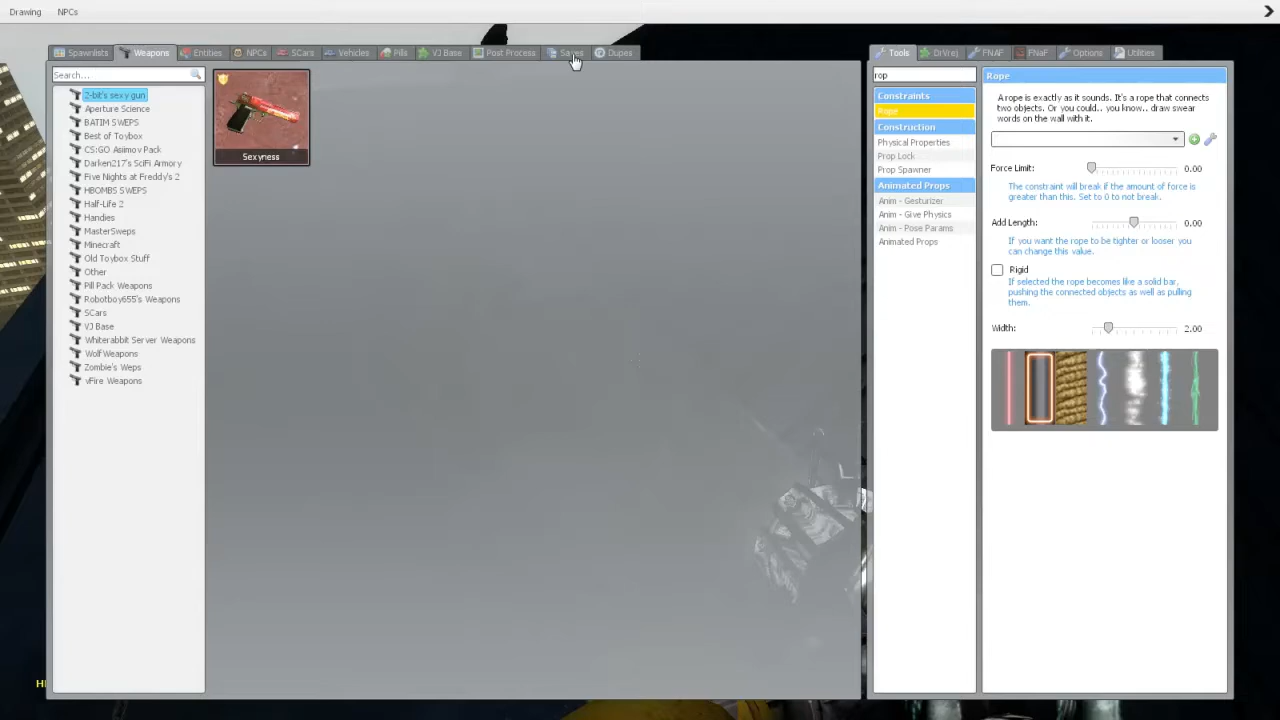 Drawing NPCs
Spawnlists Weapons Entities NPCs SCars Vehicles Pills VJ Base Post Process Saves Dupes
Tools DrVrej FNAF FNaF Options Utilities
Search...
2-bit's sexy gun
Aperture Science
BATIM SWEPS
Best of Toybox
CS:GO Asiimov Pack
Darken217's SciFi Armory
Five Nights at Freddy's 2
HBOMBS SWEPS
Half-Life 2
Handies
MasterSweps
Minecraft
Old Toybox Stuff
Other
Pill Pack Weapons
Robotboy655's Weapons
SCars
VJ Base
Whiterabbit Server Weapons
WolfWeapons
Zombie's Weps
vFire Weapons
Sexyness
rop
Constraints
Rope
Construction
Physical Properties
Prop Lock
Prop Spawner
Animated Props
Anim - Gesturizer
Anim - Give Physics
Anim - Pose Params
Animated Props
Rope
A rope is exactly as it sounds. It's a rope that connects
two objects. Or you could.. you know.. draw swear
words on the wall with it.
Force Limit: 0.00
The constraint will break if the amount of force is
greater than this. Set to 0 to not break.
Add Length: 0.00
If you want the rope to be tighter or looser you
can change this value.
Rigid
If selected the rope becomes like a solid bar,
pushing the connected objects as well as pulling
them.
Width: 2.00